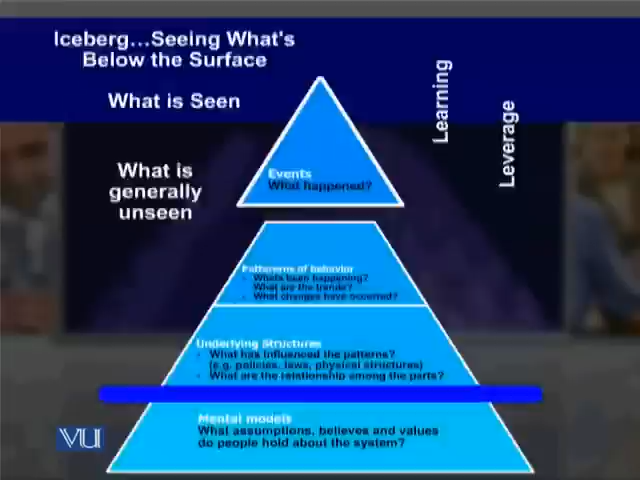 Iceberg...Seeing What's
Below the Surface
What is Seen
Learning
Leverage
What is
generally
unseen
Events
What happened?
Patterens of behavior
- Whats been happening?
What are the trends?
- What changes have occurred?
Underlying Structures
- What has influenced the patterns?
(e.g. policies, laws, physical structures)
- What are the relationship among the parts?
Mental models
What assumptions, believes and values
do people hold about the system?
VU